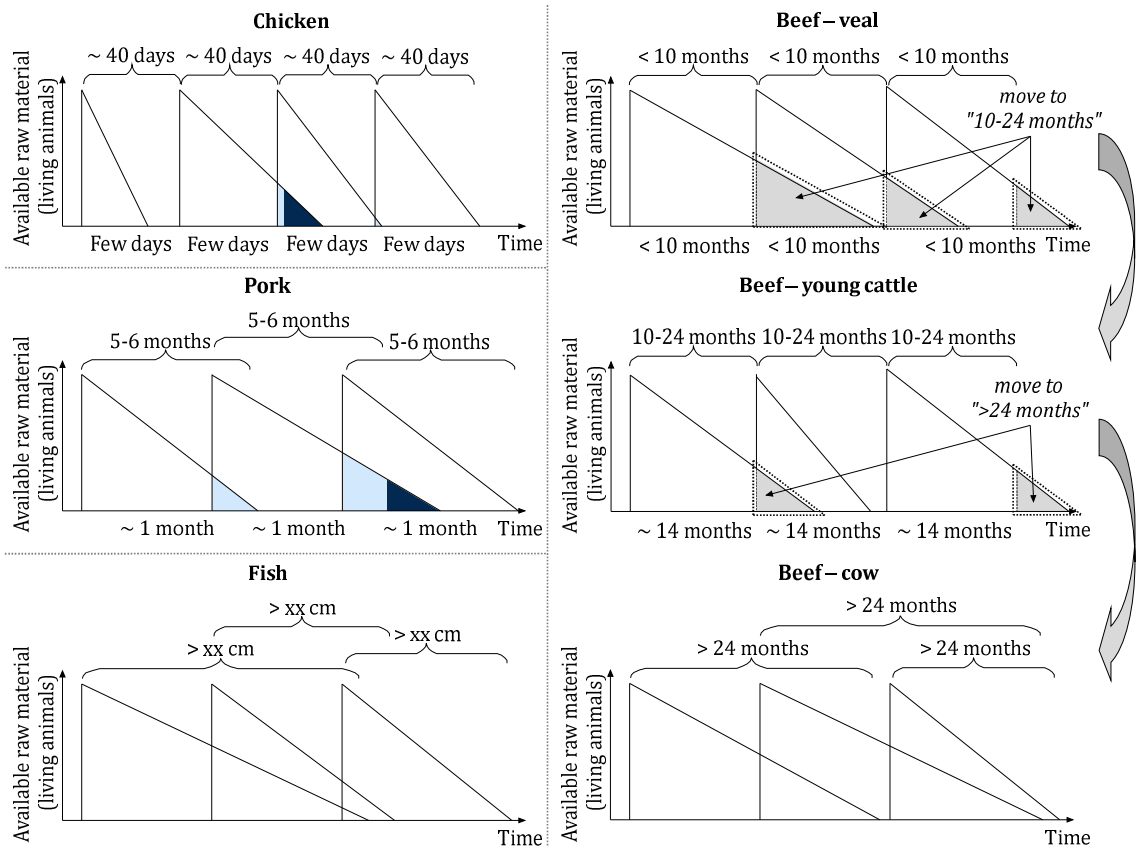 Chicken
~ 40 days
~ 40 days
~ 40 days
~ 40 days
Available raw material
(living animals)
Few days
Few days
Few days
Few days
Time
Pork
5-6 months
5-6 months
5-6 months
Available raw material
(living animals)
~ 1 month
~ 1 month
~ 1 month
Time
Fish
> xx cm
> xx cm
> xx cm
Available raw material
(living animals)
Time
Beef – veal
< 10 months
< 10 months
< 10 months
move to
"10-24 months"
Available raw material
(living animals)
< 10 months
< 10 months
< 10 months
Time
Beef – young cattle
10-24 months
10-24 months
10-24 months
move to
">24 months"
Available raw material
(living animals)
~ 14 months
~ 14 months
~ 14 months
Time
Beef – cow
> 24 months
> 24 months
> 24 months
Available raw material
(living animals)
Time